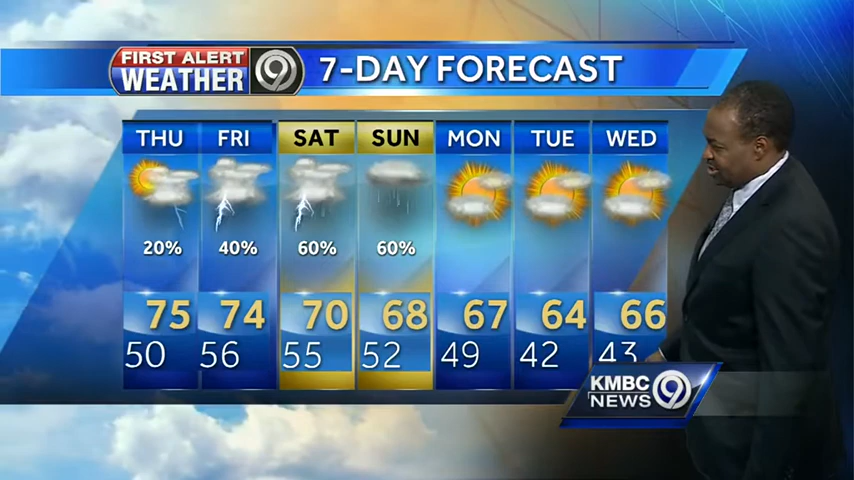 FIRST ALERT
WEATHER 9
7-DAY FORECAST
THU FRI SAT SUN MON TUE WED
20% 40% 60% 60%
75 74 70 68 67 64 66
50 56 55 52 49 42 43
KMBC 9
NEWS